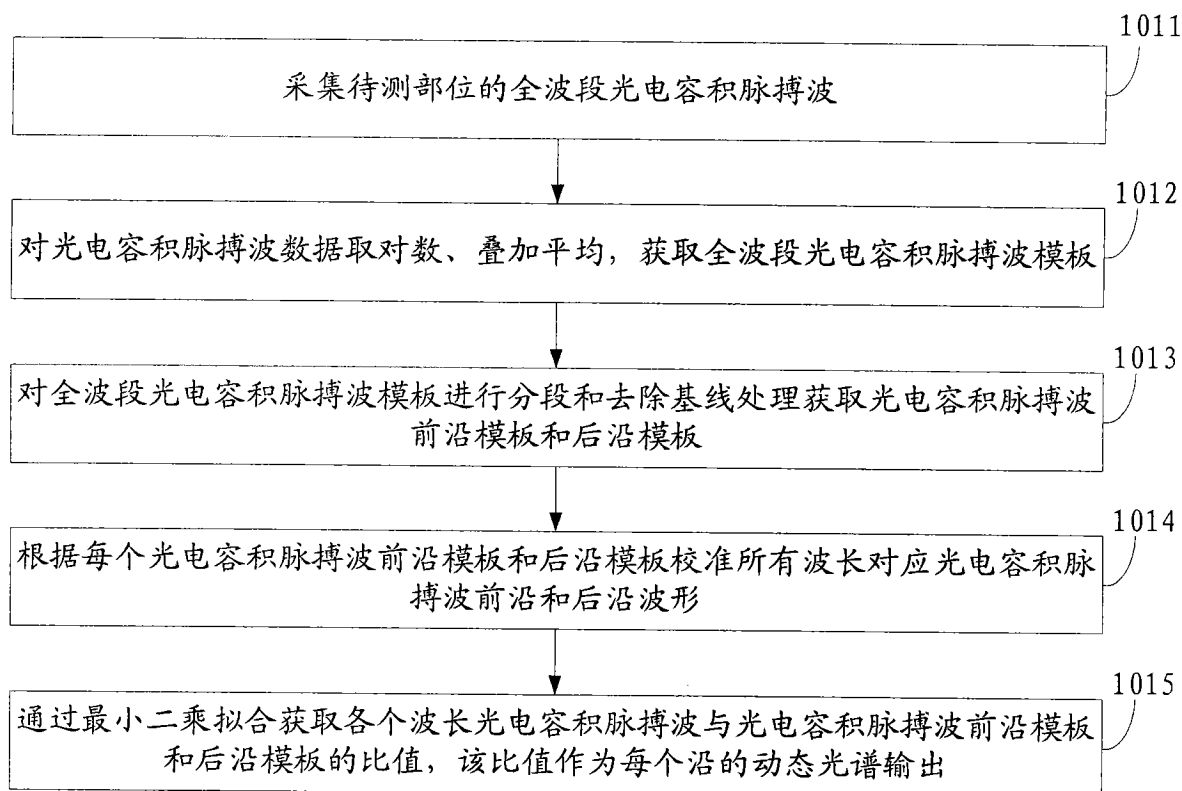 1011
采集待测部位的全波段光电容积脉搏波
1012
对光电容积脉搏波数据取对数、叠加平均，获取全波段光电容积脉搏波模板
1013
对全波段光电容积脉搏波模板进行分段和去除基线处理获取光电容积脉搏波
前沿模板和后沿模板
1014
根据每个光电容积脉搏波前沿模板和后沿模板校准所有波长对应光电容积脉
搏波前沿和后沿波形
1015
通过最小二乘拟合获取各个波长光电容积脉搏波与光电容积脉搏波前沿模板
和后沿模板的比值，该比值作为每个沿的动态光谱输出